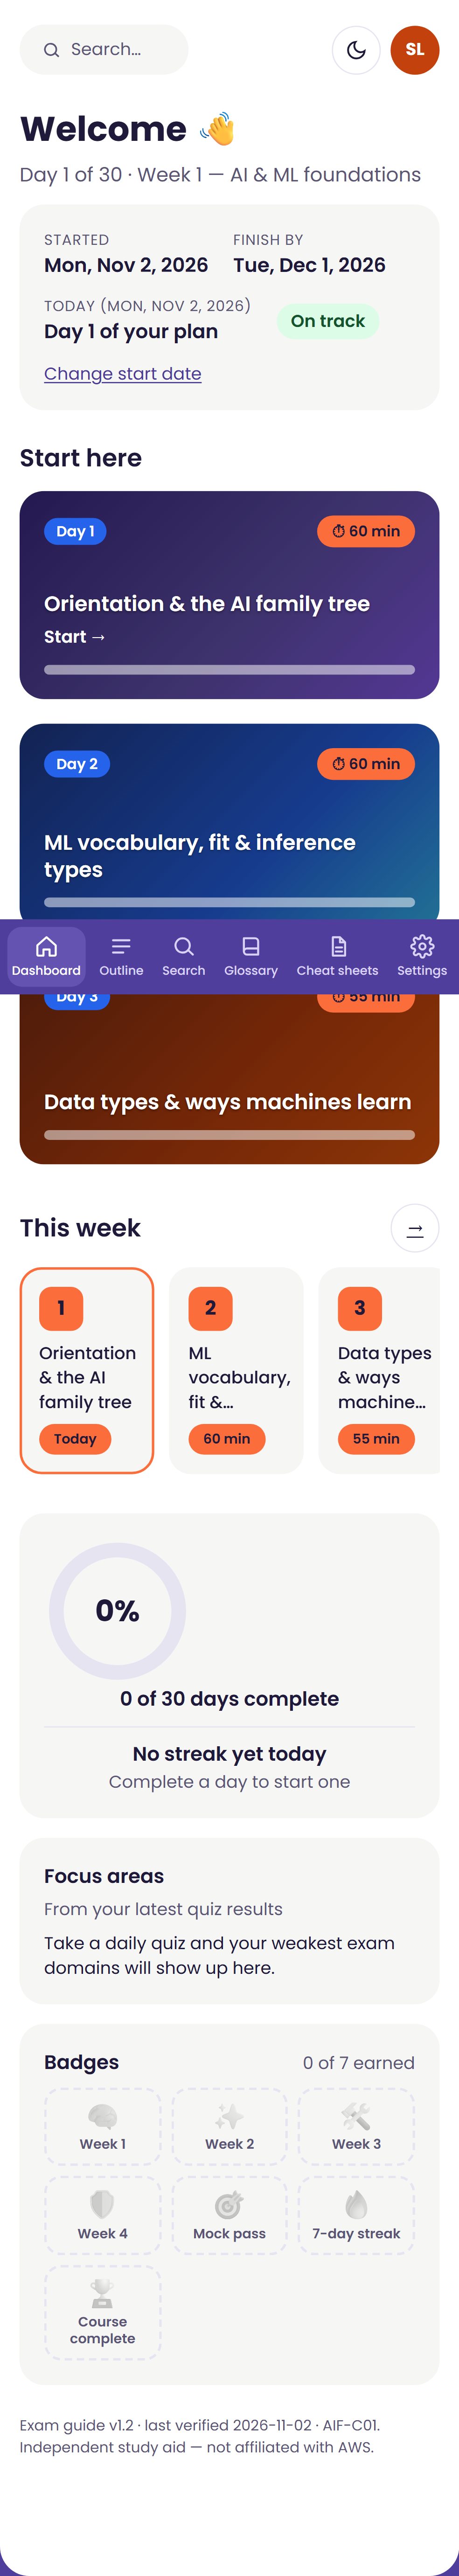 Search...
SL
Welcome 👋
Day 1 of 30 · Week 1 — AI & ML foundations
STARTED
Mon, Nov 2, 2026
FINISH BY
Tue, Dec 1, 2026
TODAY (MON, NOV 2, 2026)
Day 1 of your plan
On track
Change start date
Start here
Day 1
⏱ 60 min
Orientation & the AI family tree
Start →
Day 2
⏱ 60 min
ML vocabulary, fit & inference
types
Dashboard
Outline
Search
Glossary
Cheat sheets
Settings
Day 3
⏱ 55 min
Data types & ways machines learn
This week
→
1
Orientation
& the AI
family tree
Today
2
ML
vocabulary,
fit &...
60 min
3
Data types
& ways
machine...
55 min
0%
0 of 30 days complete
No streak yet today
Complete a day to start one
Focus areas
From your latest quiz results
Take a daily quiz and your weakest exam
domains will show up here.
Badges
0 of 7 earned
Week 1
Week 2
Week 3
Week 4
Mock pass
7-day streak
Course
complete
Exam guide v1.2 · last verified 2026-11-02 · AIF-C01.
Independent study aid — not affiliated with AWS.